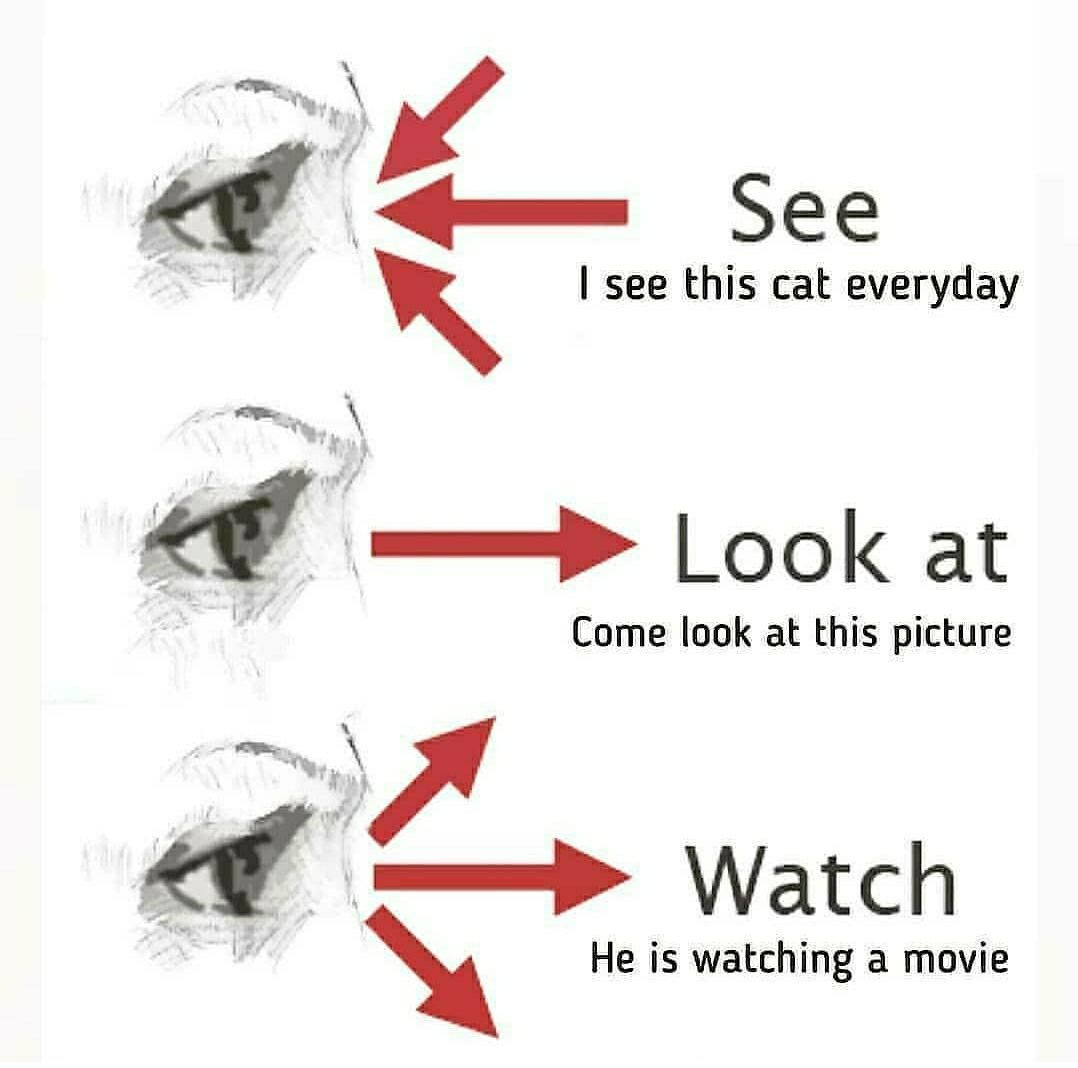 See
I see this cat everyday
Look at
Come look at this picture
Watch
He is watching a movie